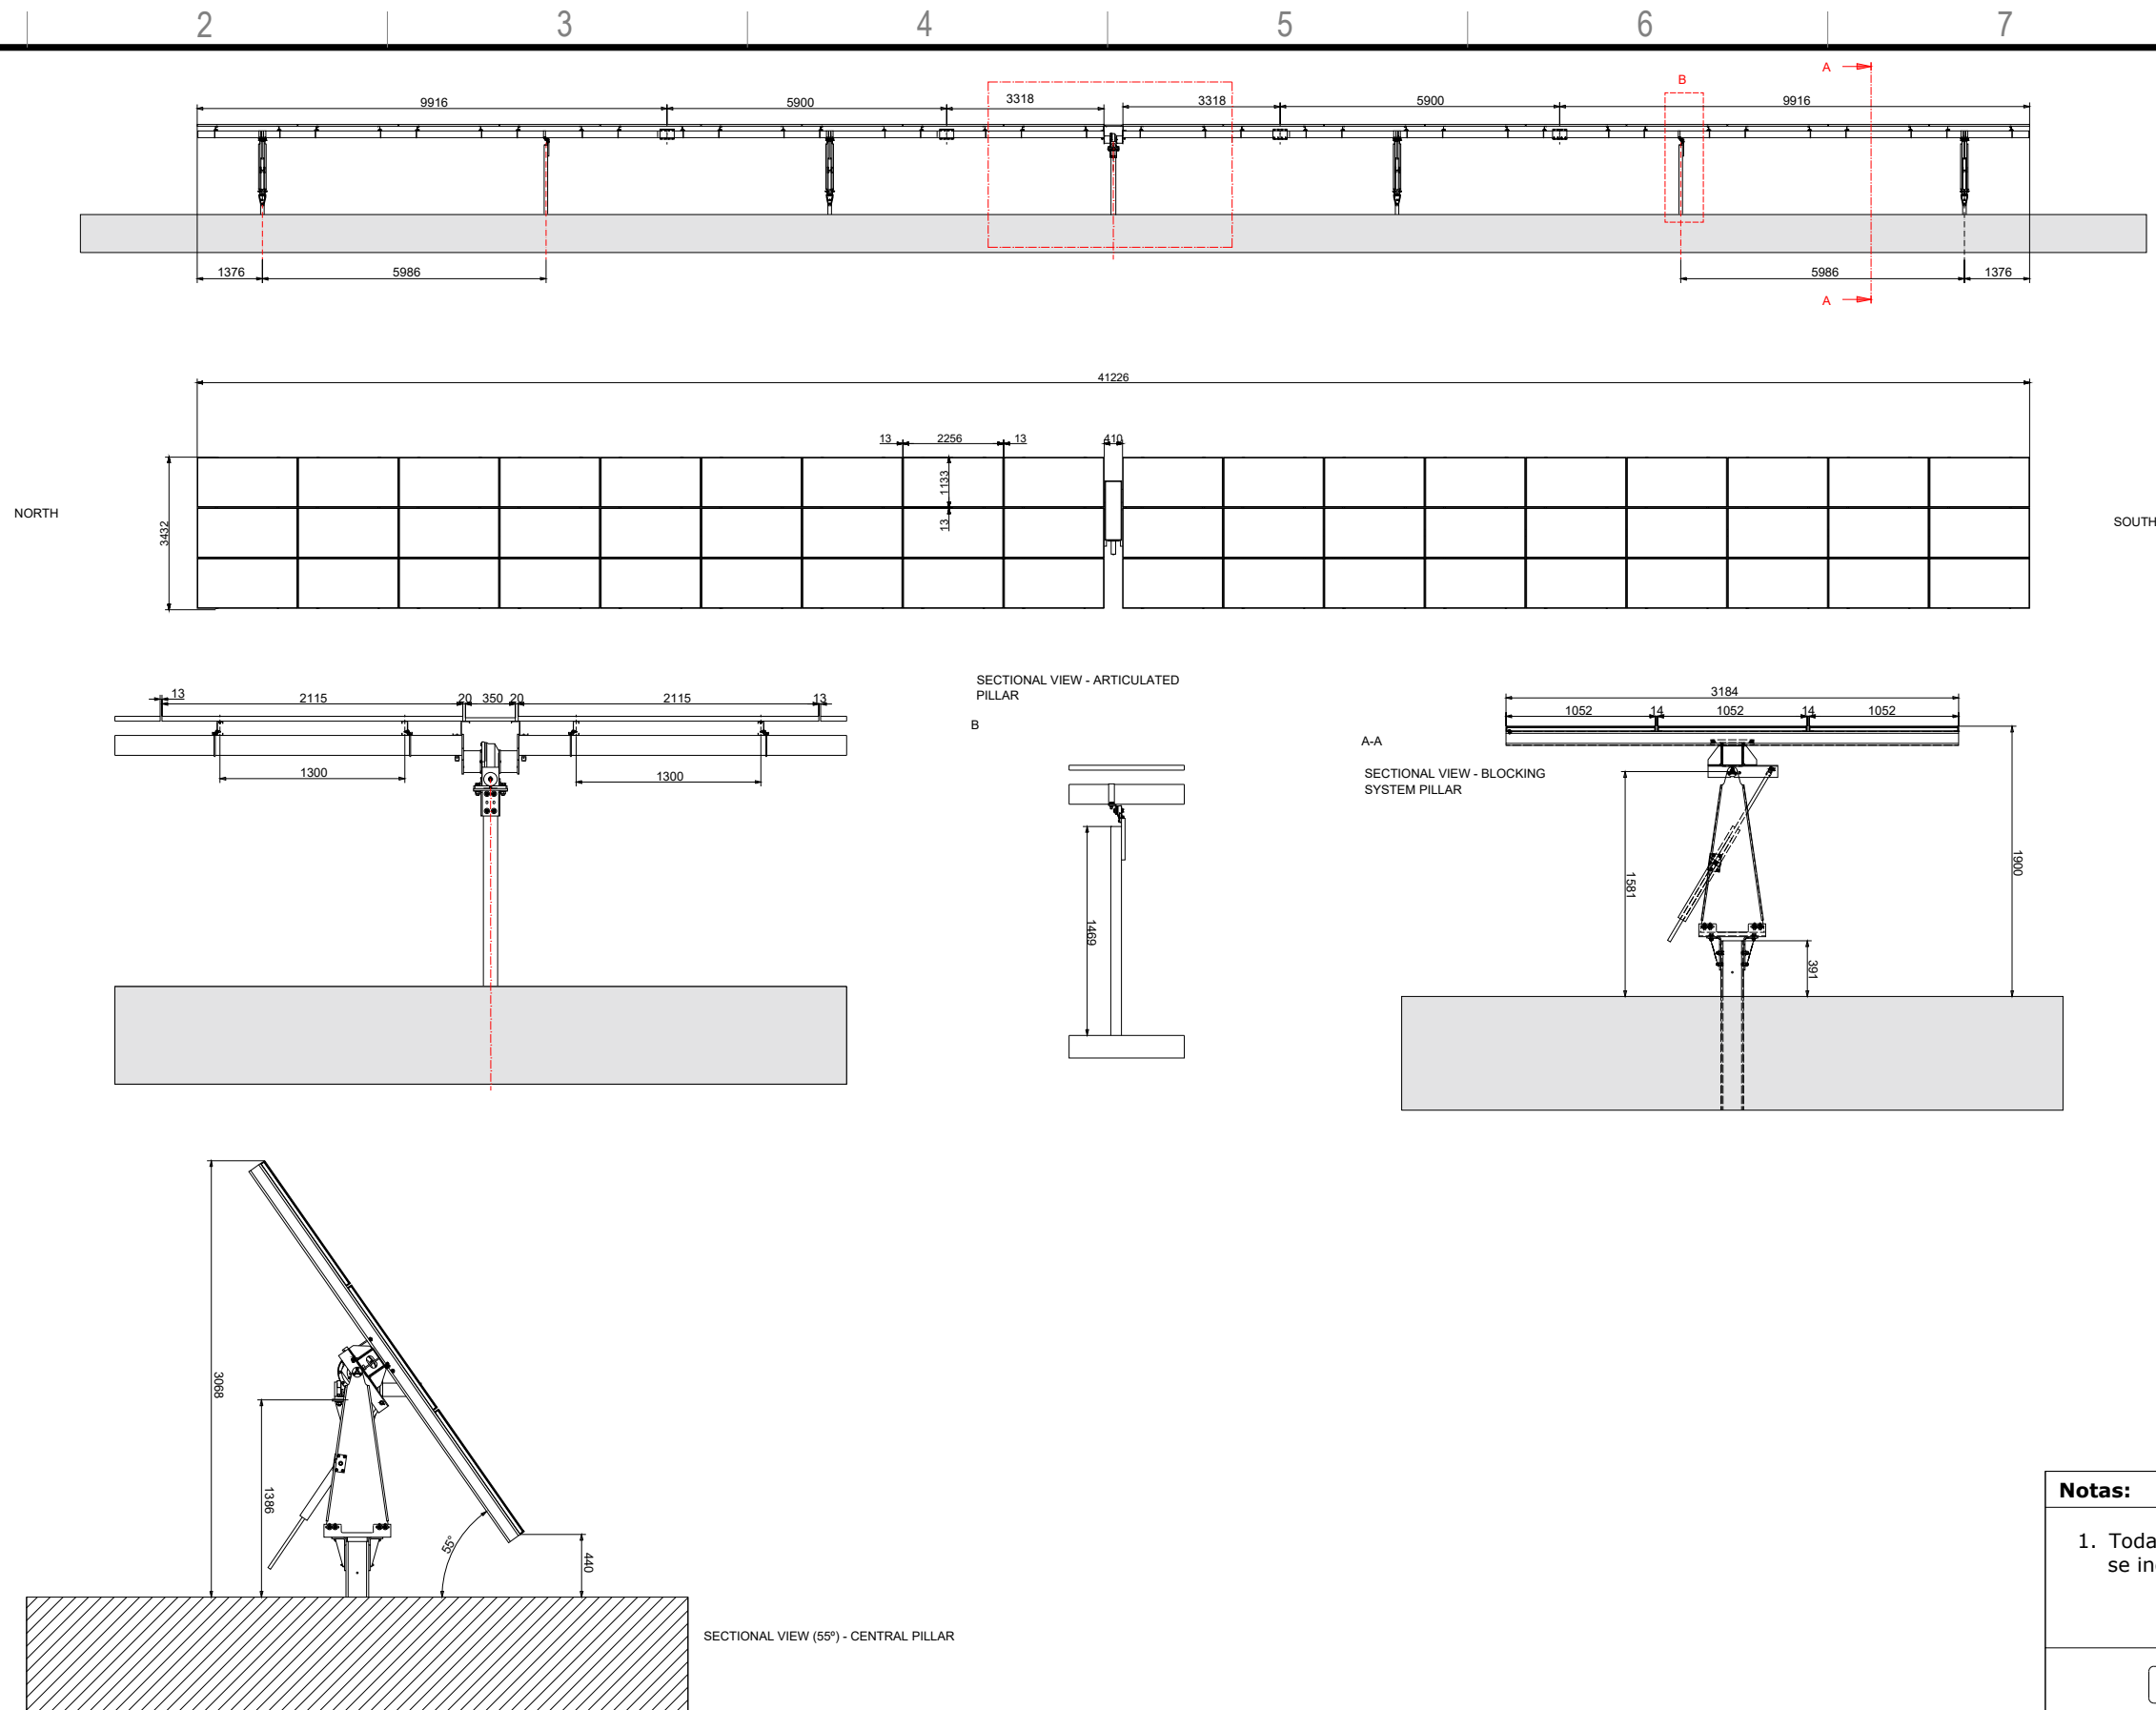 2 3 4 5 6 7
A
B
9916 5900 3318 3318 5900 9916
1376 5986 5986 1376
A
41226
13 2256 13 410
1133
13
3432
NORTH
SOUTH
SECTIONAL VIEW - ARTICULATED
PILLAR
B
13 2115 20 350 20 2115 13
1300 1300
1469
3184
1052 14 1052 14 1052
A-A
SECTIONAL VIEW - BLOCKING
SYSTEM PILLAR
1581
1900
391
3068
1386
55°
440
SECTIONAL VIEW (55º) - CENTRAL PILLAR
Notas:
1. Toda
se in